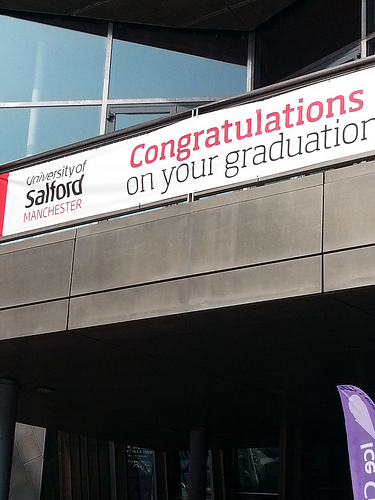 University of
Salford
MANCHESTER
Congratulations
on your graduation
Ice C